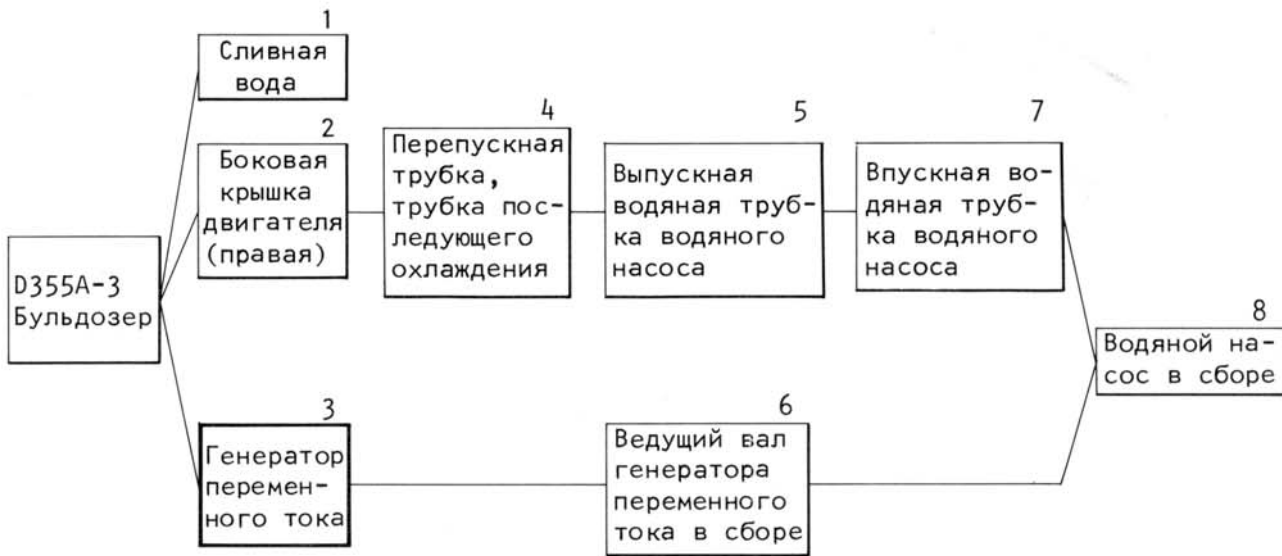 1
Сливная
вода
2
Боковая
крышка
двигателя
(правая)
4
Перепускная
трубка,
трубка пос-
ледующего
охлаждения
5
Выпускная
водяная труб-
ка водяного
насоса
7
Впускная во-
дяная труб-
ка водяного
насоса
D355A-3
Бульдозер
8
Водяной на-
сос в сборе
3
Генератор
перемен-
ного тока
6
Ведущий вал
генератора
переменного
тока в сборе